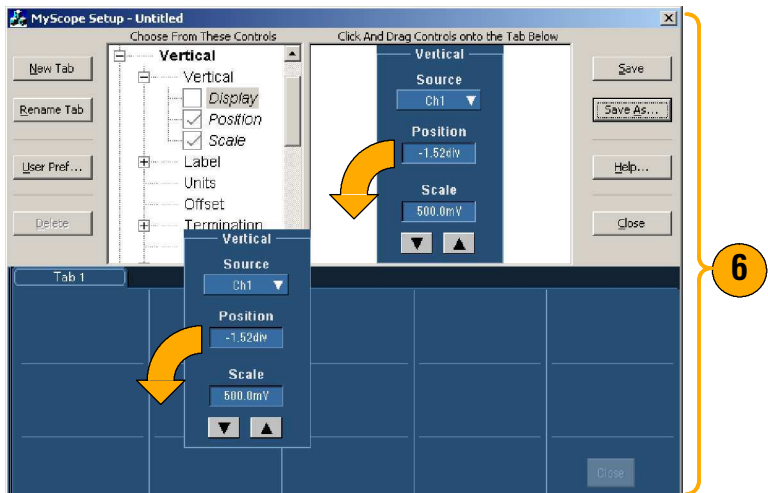 MyScope Setup - Untitled
Choose From These Controls
Click And Drag Controls onto the Tab Below
New Tab
Rename Tab
User Pref...
Delete
Vertical
Vertical
Display
Position
Scale
Label
Units
Offset
Termination
Vertical
Source
Ch1
Position
-1.52div
Scale
500.0mV
Save
Save As...
Help...
Close
6
Tab 1
Vertical
Source
Ch1
Position
-1.52div
Scale
500.0mV
Close